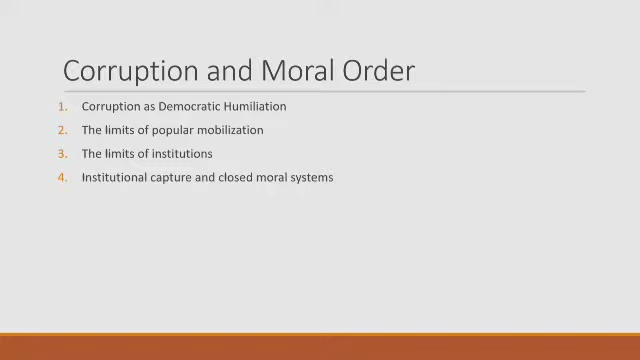 Corruption and Moral Order
1. Corruption as Democratic Humiliation
2. The limits of popular mobilization
3. The limits of institutions
4. Institutional capture and closed moral systems